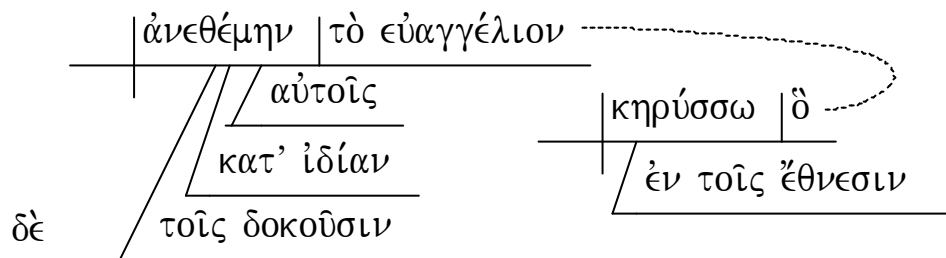 ἀνεθέμην τὸ εὐαγγέλιον
αὐτοῖς
κηρύσσω ὃ
κατ’ ἰδίαν
ἐν τοῖς ἔθνεσιν
δὲ τοῖς δοκοῦσιν